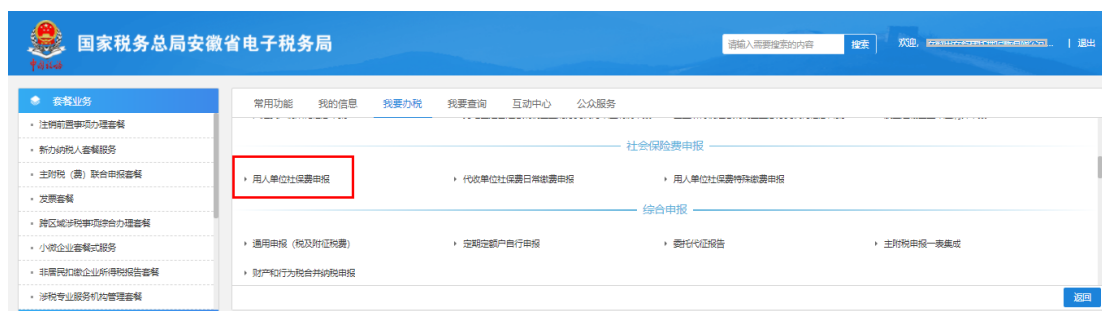 国家税务总局安徽省电子税务局
请输入需要搜索的内容 搜索 欢迎, | 退出
中国税务
套餐业务
常用功能 我的信息 我要办税 我要查询 互动中心 公众服务
注销前置事项办理套餐
社会保险费申报
新办纳税人套餐服务
主附税（费）联合申报套餐
用人单位社保费申报 代收单位社保费日常缴费申报 用人单位社保费特殊缴费申报
发票套餐
综合申报
跨区域涉税事项综合办理套餐
小微企业套餐式服务
通用申报（税及附征税费） 定期定额户自行申报 委托代征报告 主附税申报一表集成
非居民扣缴企业所得税报告套餐
财产和行为税合并纳税申报
涉税专业服务机构管理套餐
返回